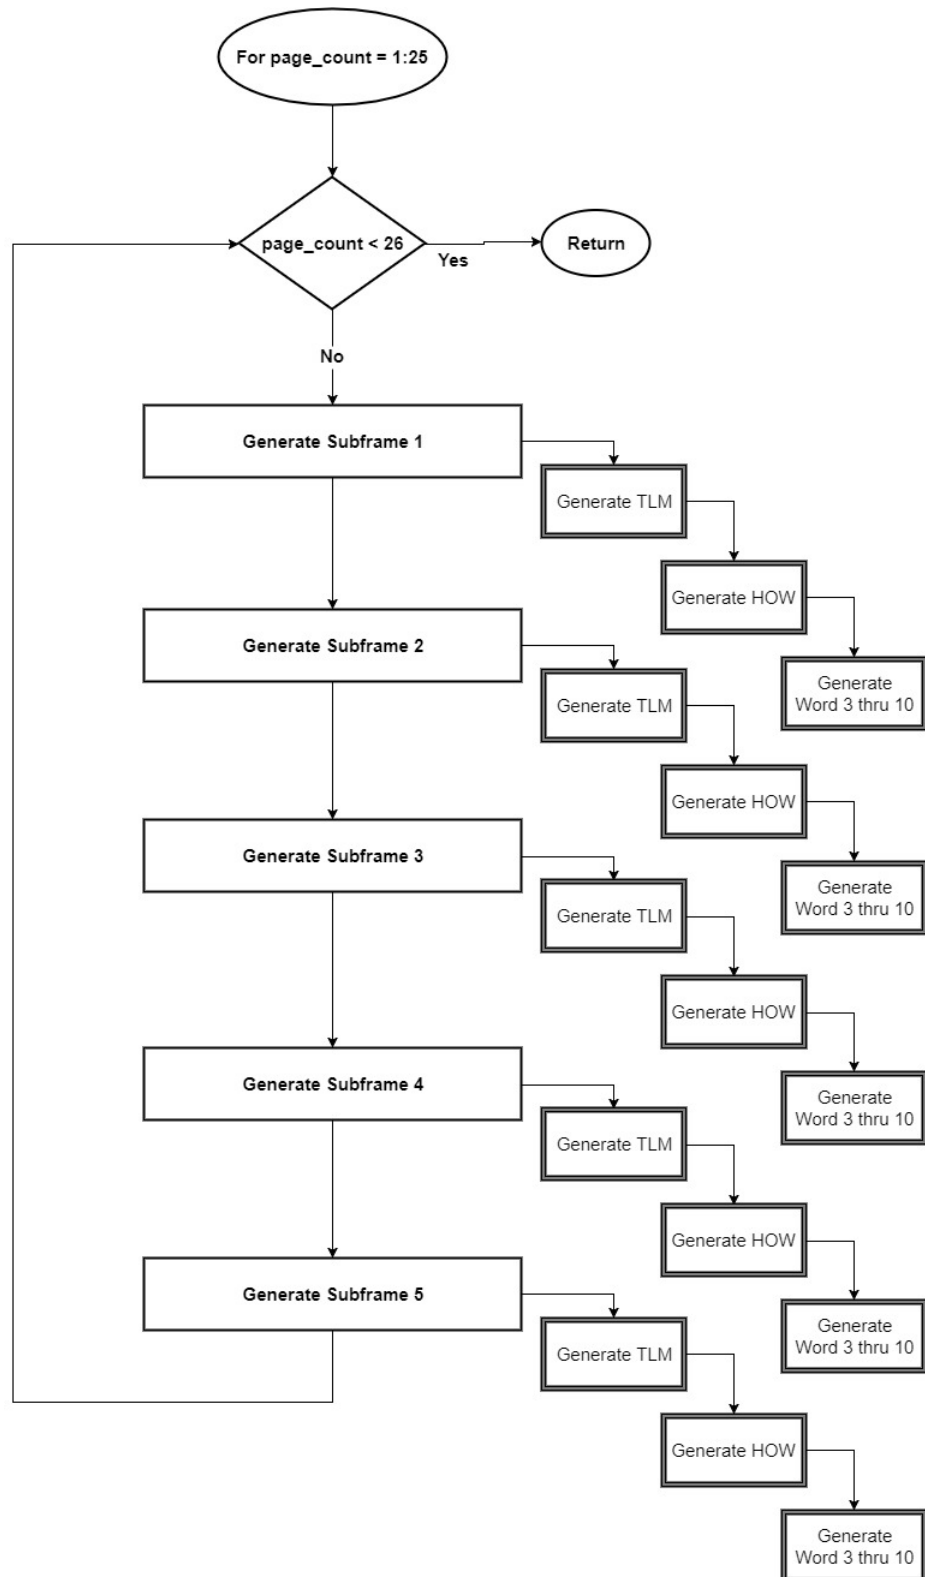 For page_count = 1:25
page_count < 26
Return
Yes
No
Generate Subframe 1
Generate TLM
Generate HOW
Generate
Word 3 thru 10
Generate Subframe 2
Generate TLM
Generate HOW
Generate
Word 3 thru 10
Generate Subframe 3
Generate TLM
Generate HOW
Generate
Word 3 thru 10
Generate Subframe 4
Generate TLM
Generate HOW
Generate
Word 3 thru 10
Generate Subframe 5
Generate TLM
Generate HOW
Generate
Word 3 thru 10